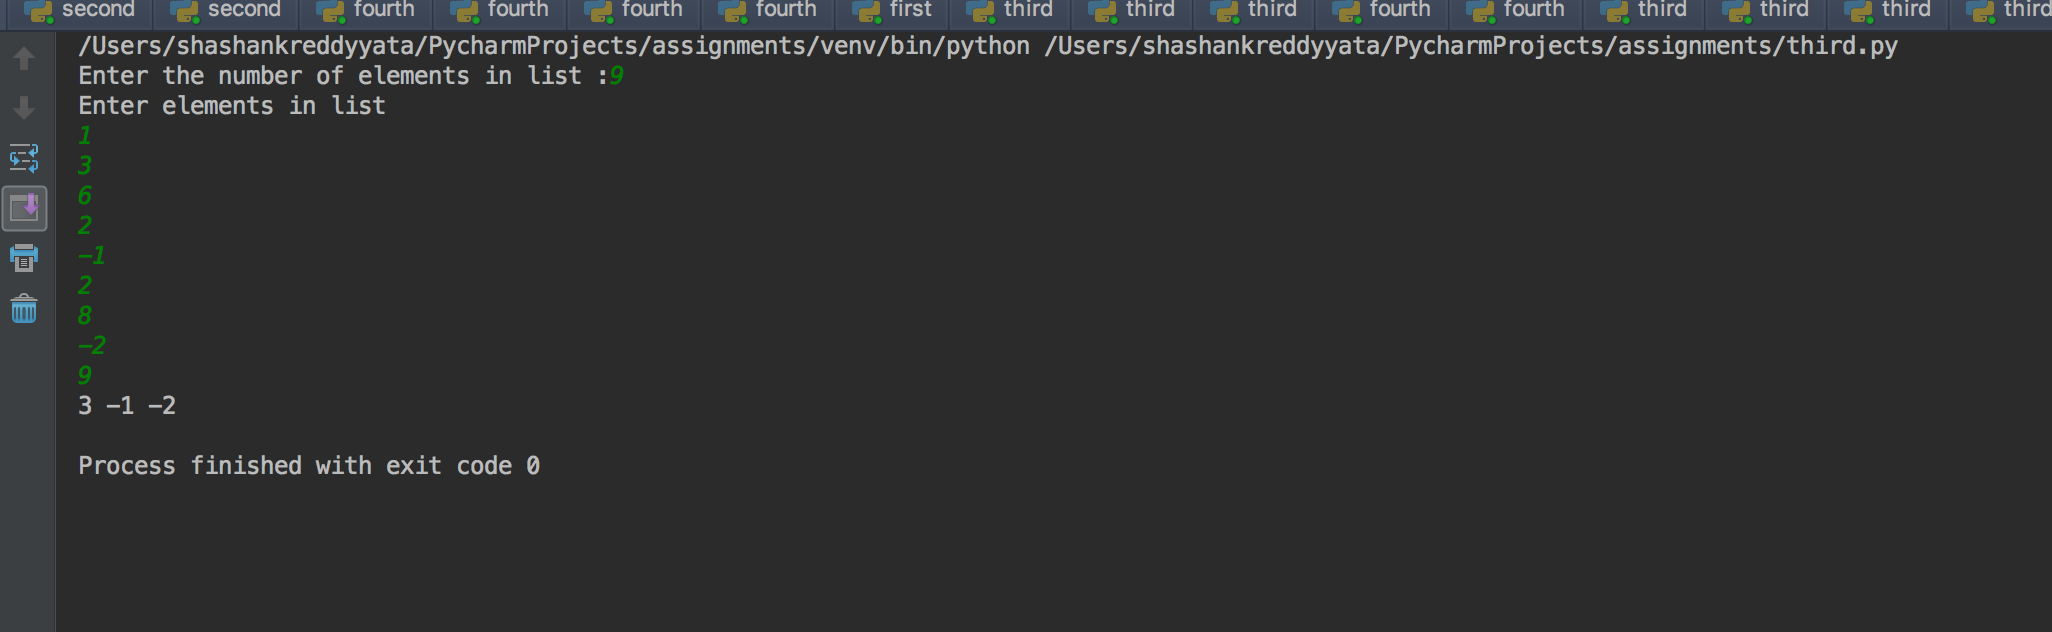 second second fourth fourth fourth fourth first third third third fourth fourth third third third third
/Users/shashankreddyyata/PycharmProjects/assignments/venv/bin/python /Users/shashankreddyyata/PycharmProjects/assignments/third.py
Enter the number of elements in list :9
Enter elements in list
1
3
6
2
-1
2
8
-2
9
3 -1 -2
Process finished with exit code 0